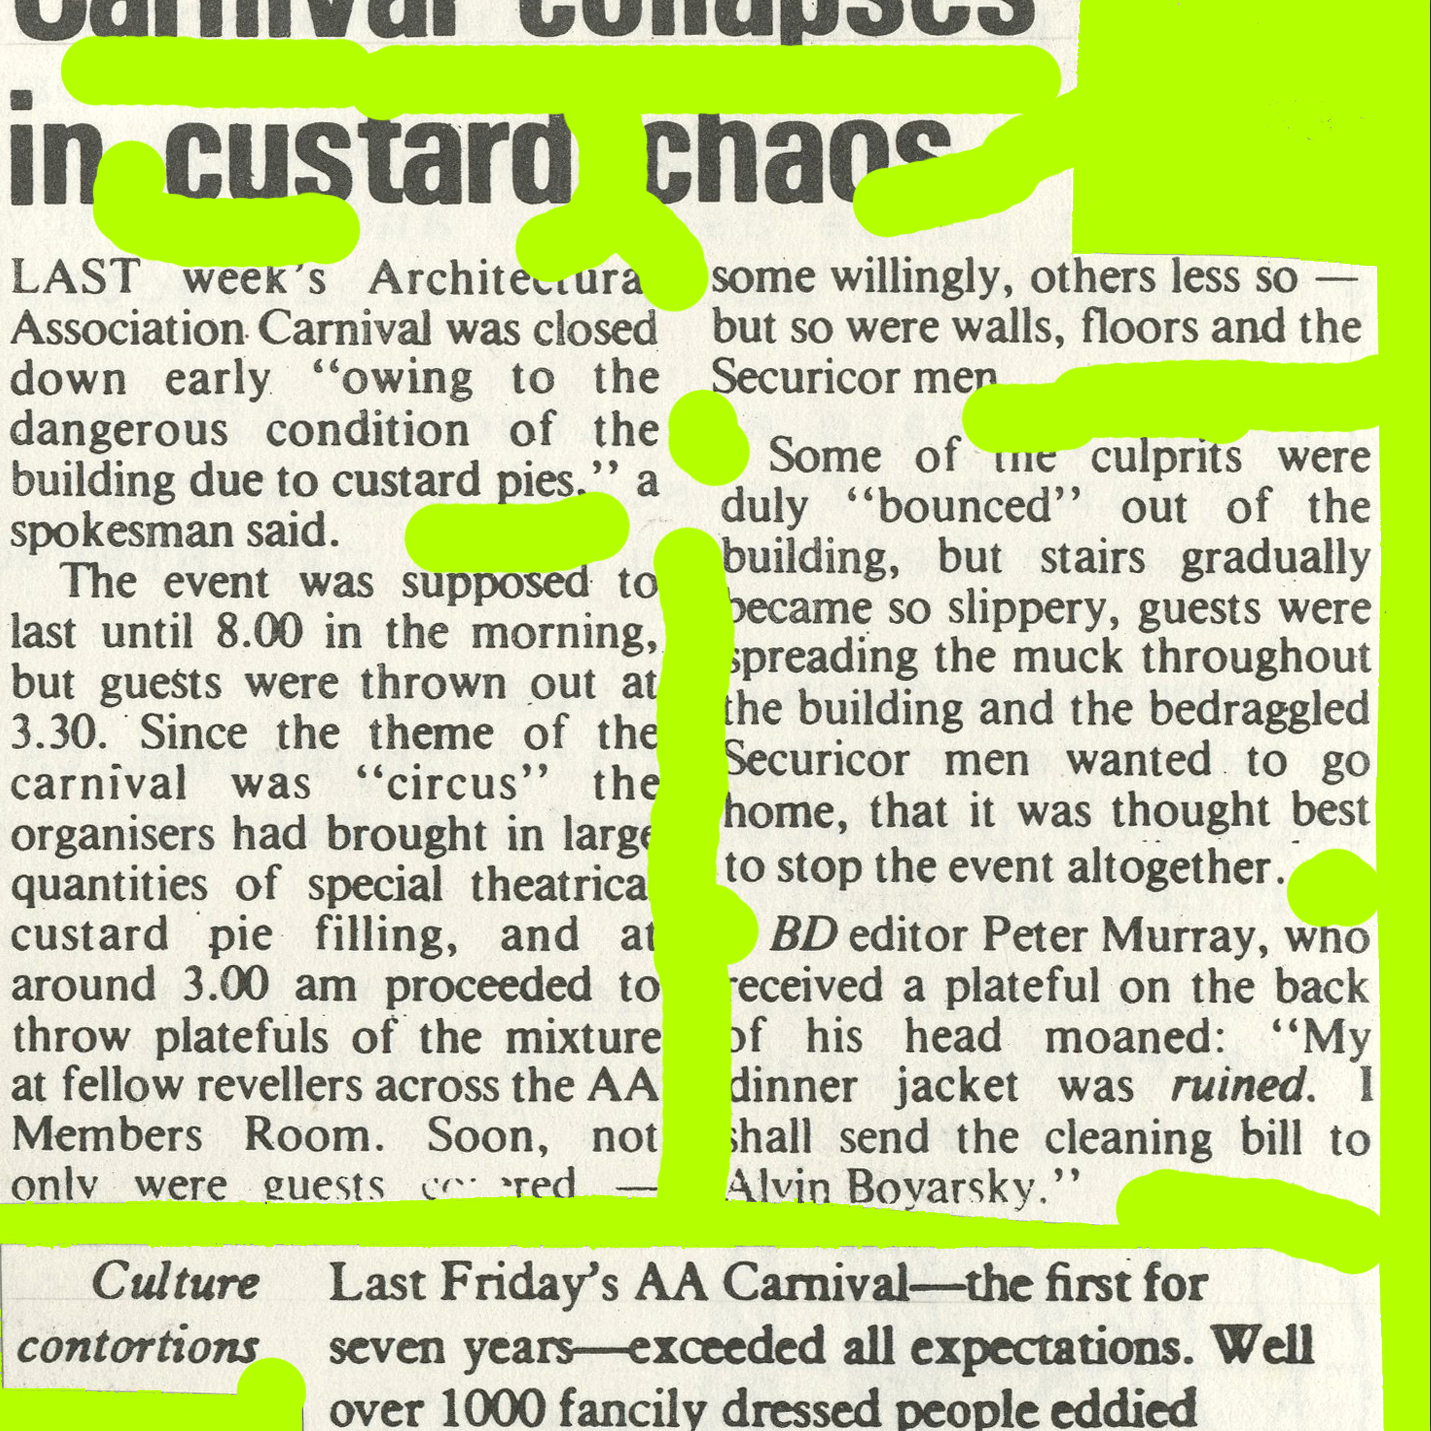 Carnival collapses
in custard chaos
LAST week's Architectural
Association Carnival was closed
down early "owing to the
dangerous condition of the
building due to custard pies." a
spokesman said.
The event was supposed to
last until 8.00 in the morning,
but guests were thrown out at
3.30. Since the theme of the
carnival was "circus" the
organisers had brought in large
quantities of special theatrical
custard pie filling, and at
around 3.00 am proceeded to
throw platefuls of the mixture
at fellow revellers across the AA
Members Room. Soon, not
only were guests covered —
some willingly, others less so —
but so were walls, floors and the
Securicor men
Some of the culprits were
duly "bounced" out of the
building, but stairs gradually
became so slippery, guests were
spreading the muck throughout
the building and the bedraggled
Securicor men wanted to go
home, that it was thought best
to stop the event altogether.
BD editor Peter Murray, who
received a plateful on the back
of his head moaned: "My
dinner jacket was ruined. I
shall send the cleaning bill to
Alvin Boyarsky."
Culture
contortions
Last Friday's AA Carnival—the first for
seven years—exceeded all expectations. Well
over 1000 fancily dressed people eddied